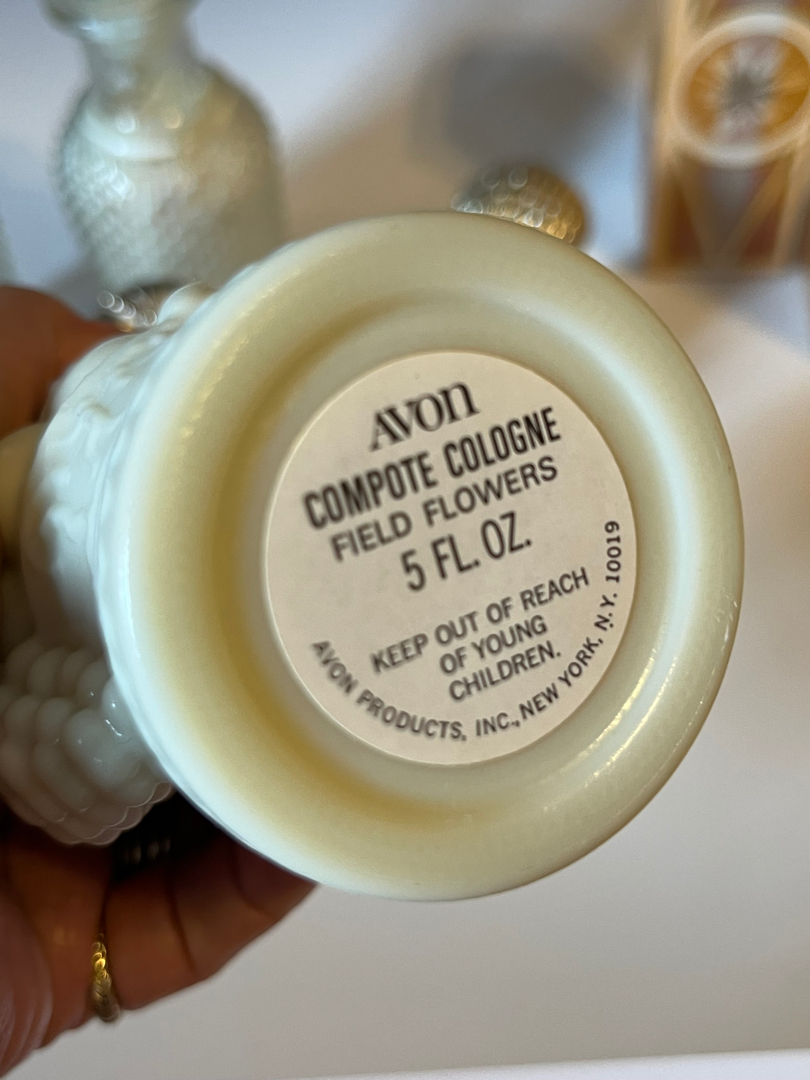 AVON
COMPOTE COLOGNE
FIELD FLOWERS
5 FL. OZ.
KEEP OUT OF REACH
OF YOUNG
CHILDREN.
AVON PRODUCTS, INC., NEW YORK, N.Y. 10019